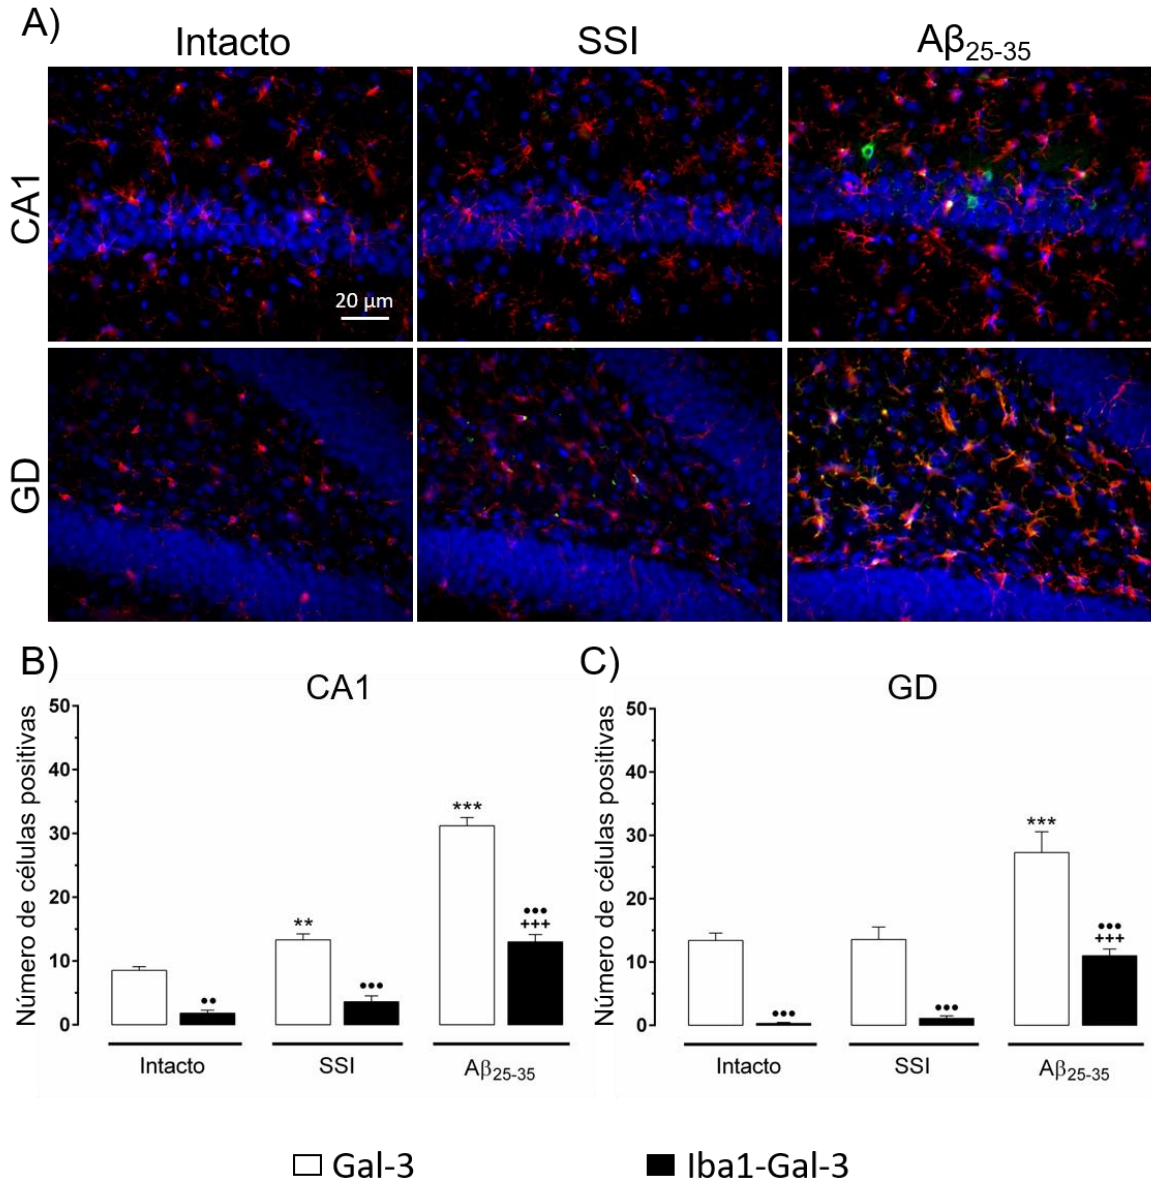 A)
Intacto SSI Aβ25-35
CA1
20 µm
GD
B)
CA1
Número de células positivas
50
40
30
20
10
0
**
***
••
•••
•••
+++
Intacto SSI Aβ25-35
C)
GD
Número de células positivas
50
40
30
20
10
0
***
•••
•••
•••
+++
Intacto SSI Aβ25-35
Gal-3 Iba1-Gal-3